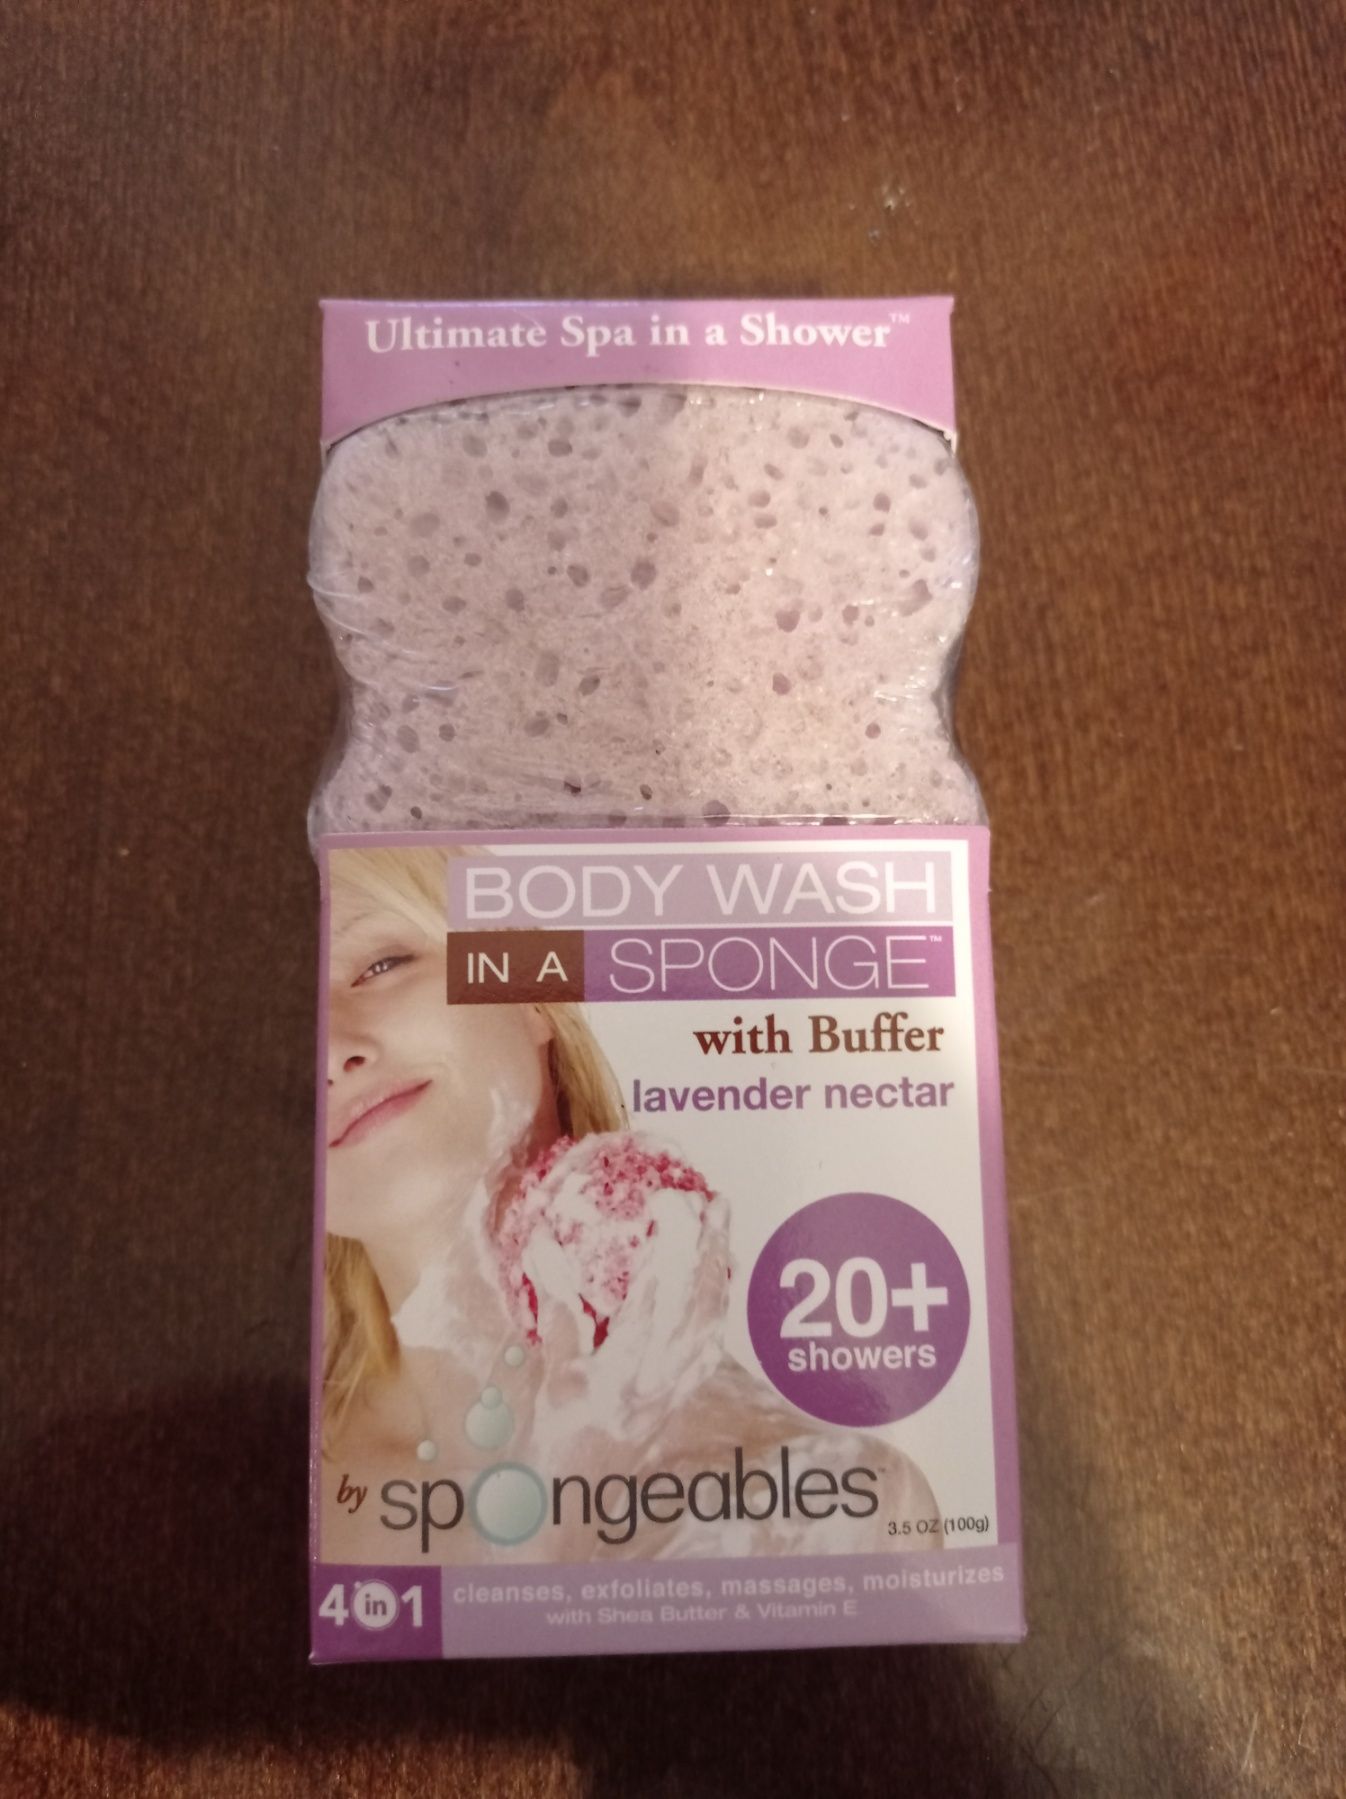 Ultimate Spa in a Shower™
BODY WASH
IN A SPONGE™
with Buffer
lavender nectar
20+
showers
by spongeables™
3.5 OZ (100g)
4 in 1
cleanses, exfoliates, massages, moisturizes
with Shea Butter & Vitamin E